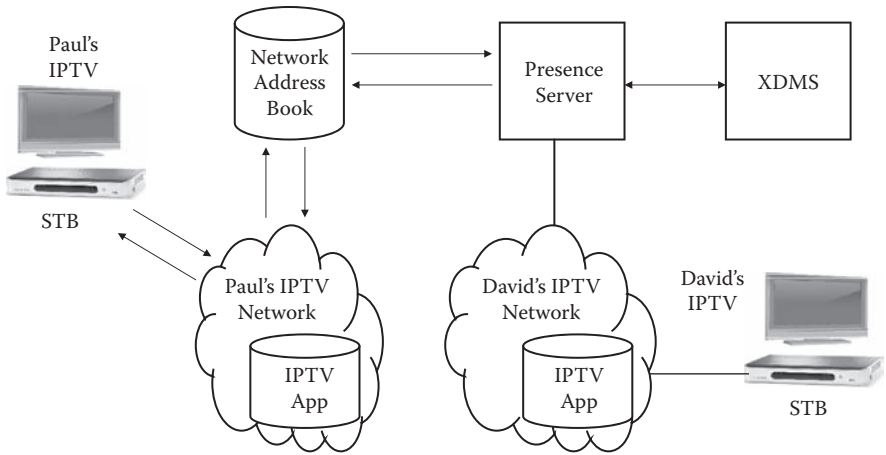 Paul's
IPTV
STB
Network
Address
Book
Presence
Server
XDMS
Paul's IPTV
Network
IPTV
App
David's IPTV
Network
IPTV
App
David's
IPTV
STB